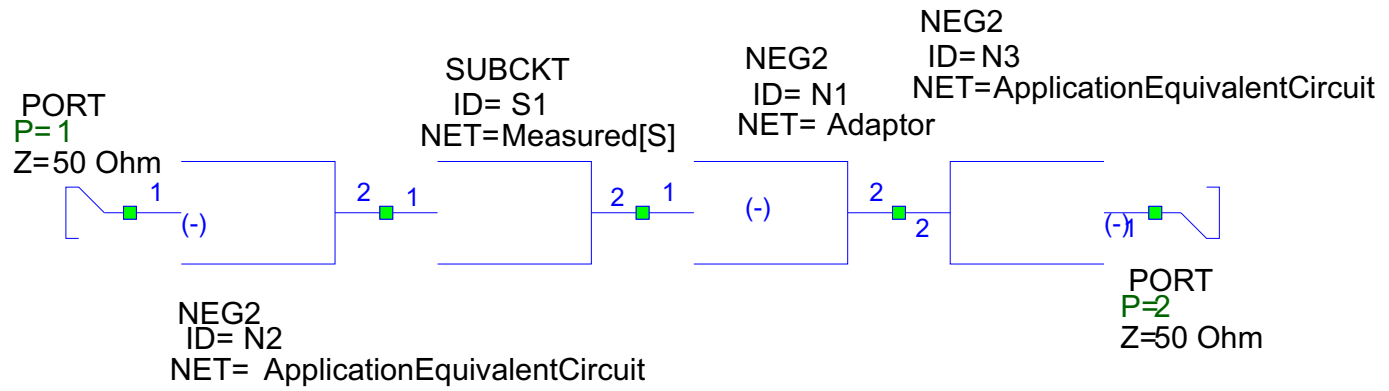 NEG2
ID= N3
NET=ApplicationEquivalentCircuit
NEG2
ID= N1
NET= Adaptor
SUBCKT
ID= S1
NET=Measured[S]
PORT
P= 1
Z=50 Ohm
1
(-)
2
1
2
1
(-)
2
2
(-)
1
PORT
P=2
Z=50 Ohm
NEG2
ID= N2
NET= ApplicationEquivalentCircuit